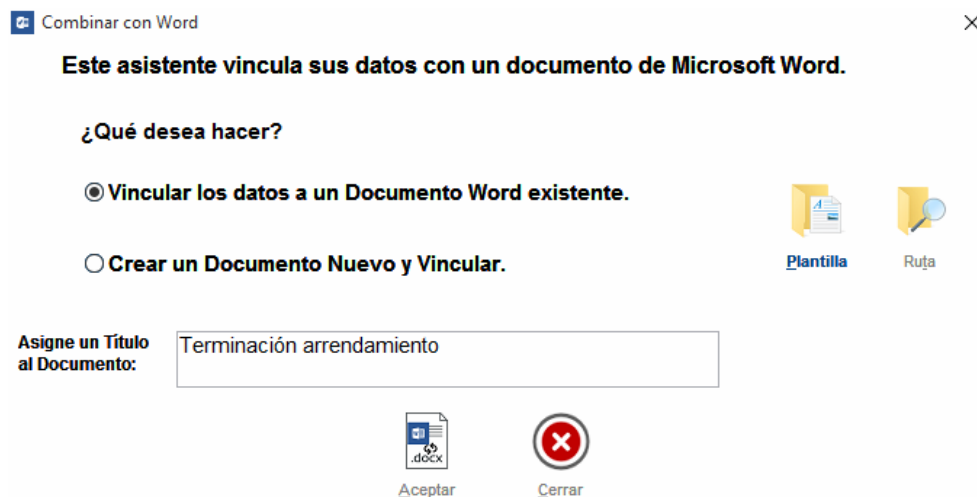 Combinar con Word
Este asistente vincula sus datos con un documento de Microsoft Word.
¿Qué desea hacer?
Vincular los datos a un Documento Word existente.
Crear un Documento Nuevo y Vincular.
Plantilla
Ruta
Asigne un Título
al Documento:
Terminación arrendamiento
.docx
Aceptar
Cerrar